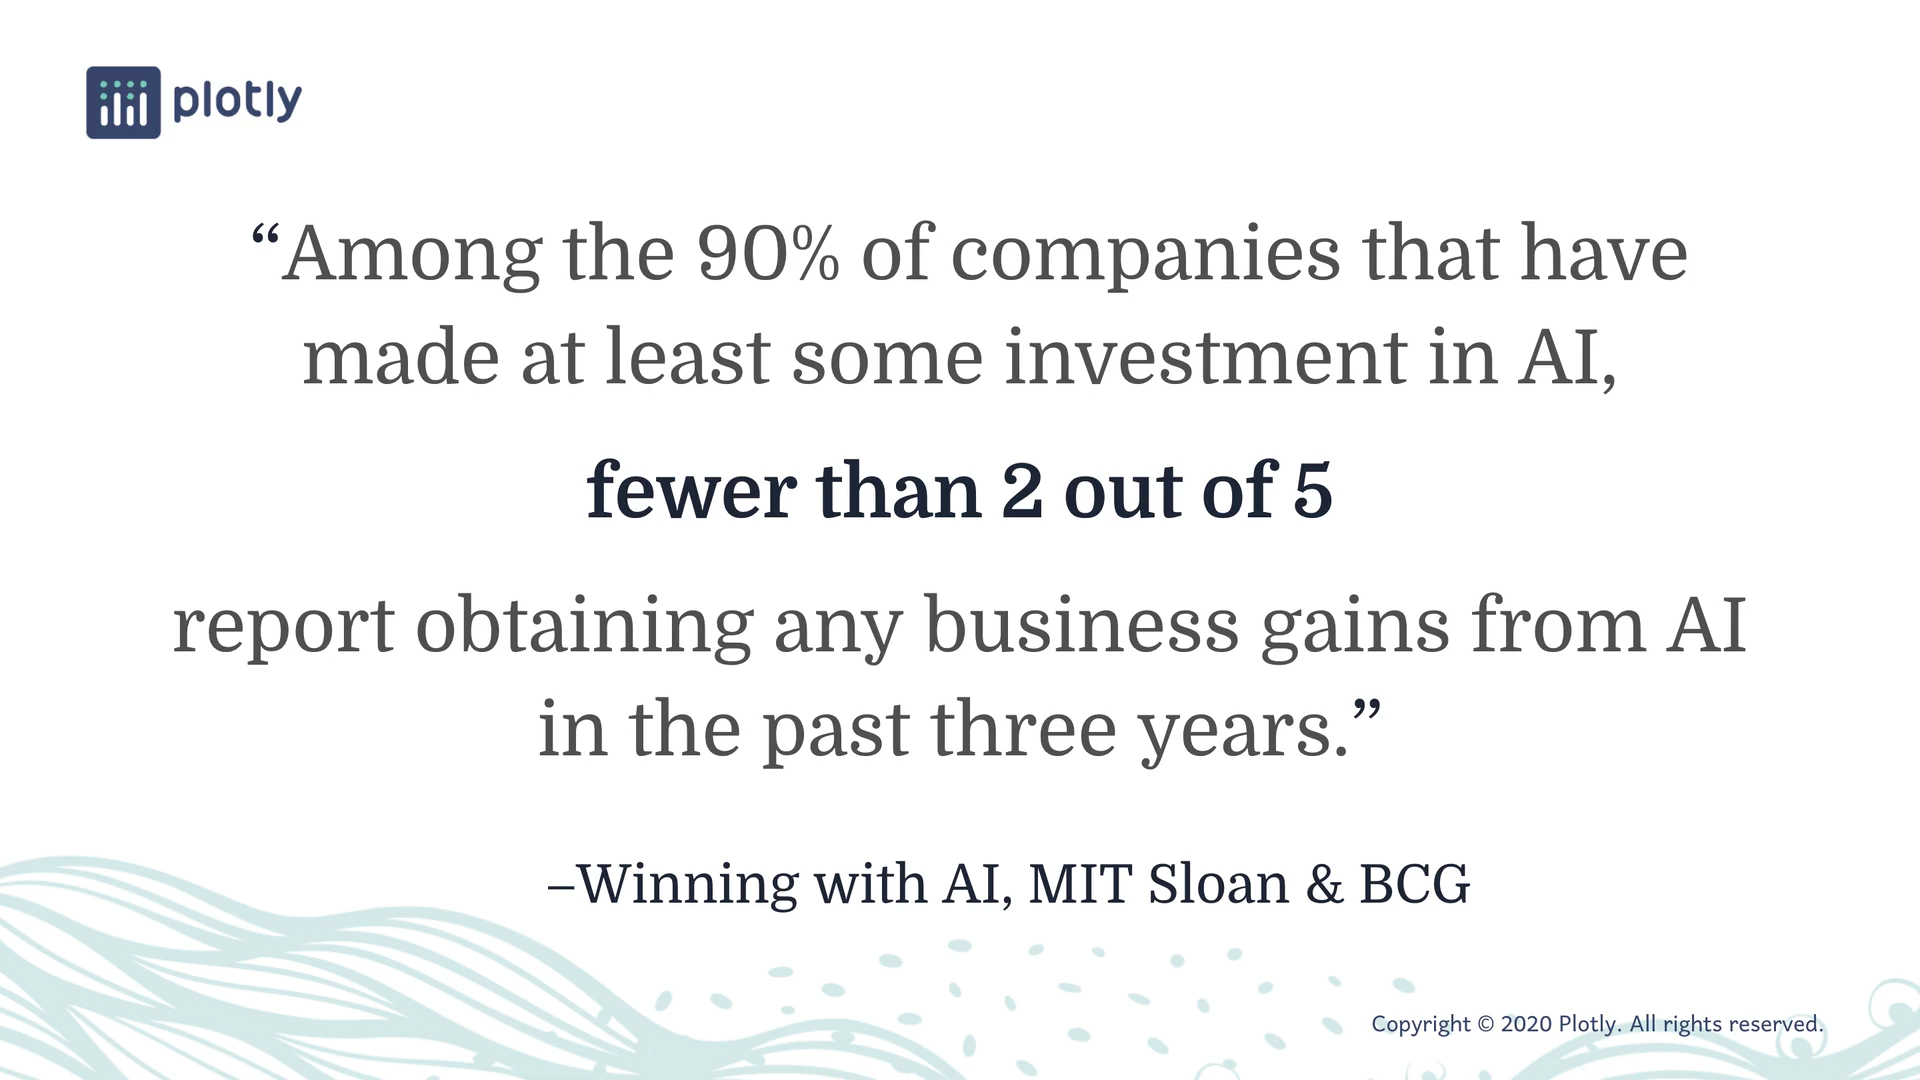 plotly
“Among the 90% of companies that have
made at least some investment in AI,
fewer than 2 out of 5
report obtaining any business gains from AI
in the past three years.”
–Winning with AI, MIT Sloan & BCG
Copyright © 2020 Plotly. All rights reserved.